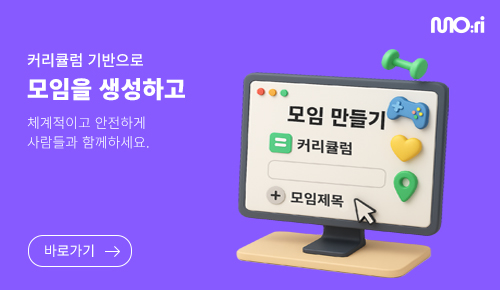 MO:ri
커리큘럼 기반으로
모임을 생성하고
체계적이고 안전하게
사람들과 함께하세요.
바로가기
모임 만들기
커리큘럼
모임제목